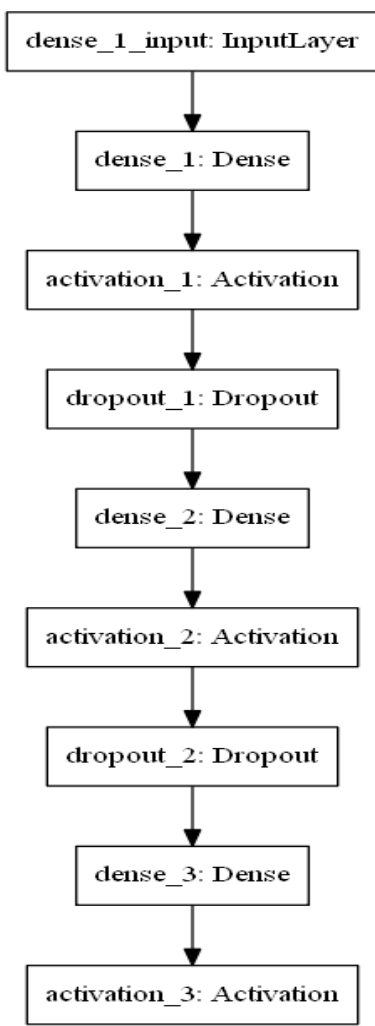 dense_1_input: InputLayer
dense_1: Dense
activation_1: Activation
dropout_1: Dropout
dense_2: Dense
activation_2: Activation
dropout_2: Dropout
dense_3: Dense
activation_3: Activation